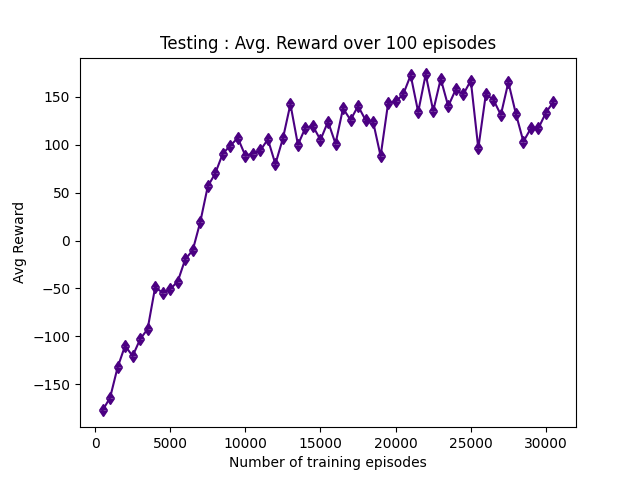 Testing : Avg. Reward over 100 episodes
150
100
50
0
−50
−100
−150
Avg Reward
0 5000 10000 15000 20000 25000 30000
Number of training episodes